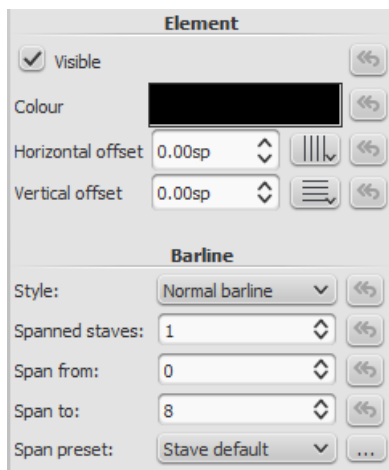 Element
Visible
Colour
Horizontal offset 0.00sp
Vertical offset 0.00sp
Barline
Style: Normal barline
Spanned staves: 1
Span from: 0
Span to: 8
Span preset: Stave default ...